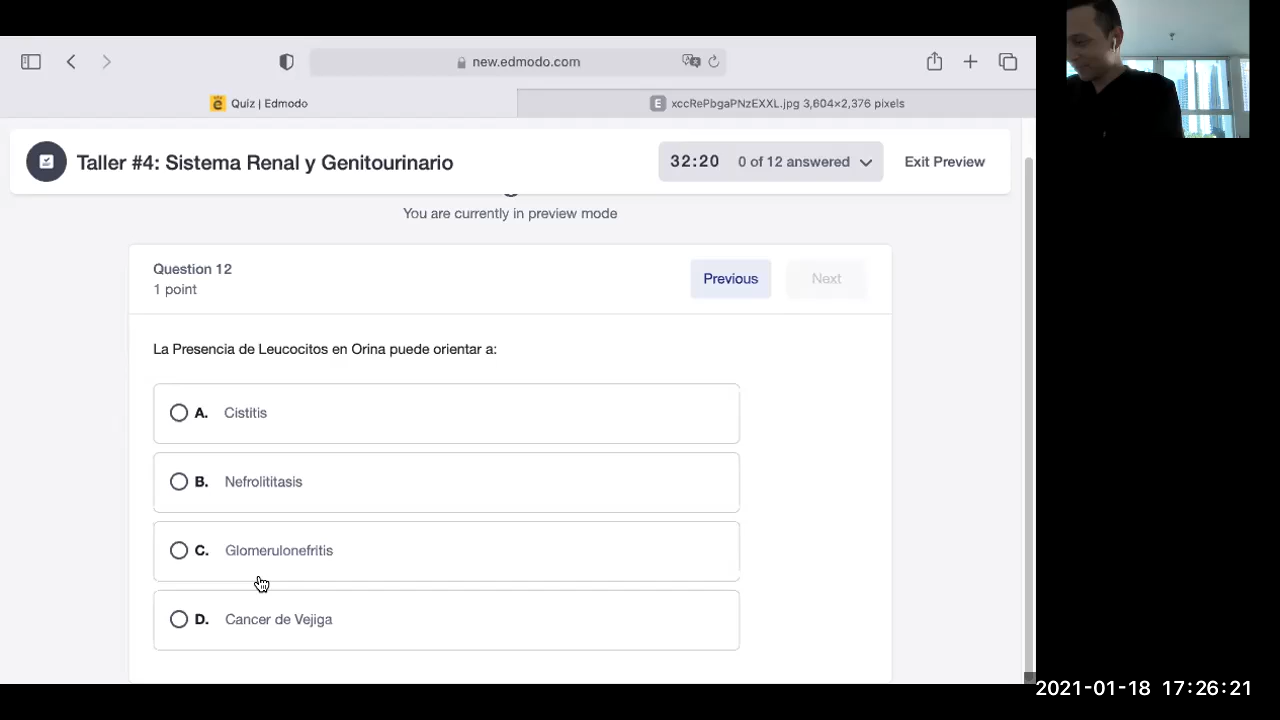 new.edmodo.com
Quiz | Edmodo
E xccRePbgaPNzEXXL.jpg 3,604×2,376 pixels
Taller #4: Sistema Renal y Genitourinario
32:20 0 of 12 answered
Exit Preview
You are currently in preview mode
Question 12
1 point
Previous
Next
La Presencia de Leucocitos en Orina puede orientar a:
A. Cistitis
B. Nefrolititasis
C. Glomerulonefritis
D. Cancer de Vejiga
2021-01-18 17:26:21